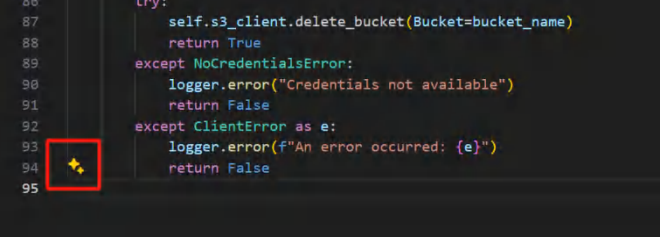 86 try:
87 self.s3_client.delete_bucket(Bucket=bucket_name)
88 return True
89 except NoCredentialsError:
90 logger.error("Credentials not available")
91 return False
92 except ClientError as e:
93 logger.error(f"An error occurred: {e}")
94 return False
95